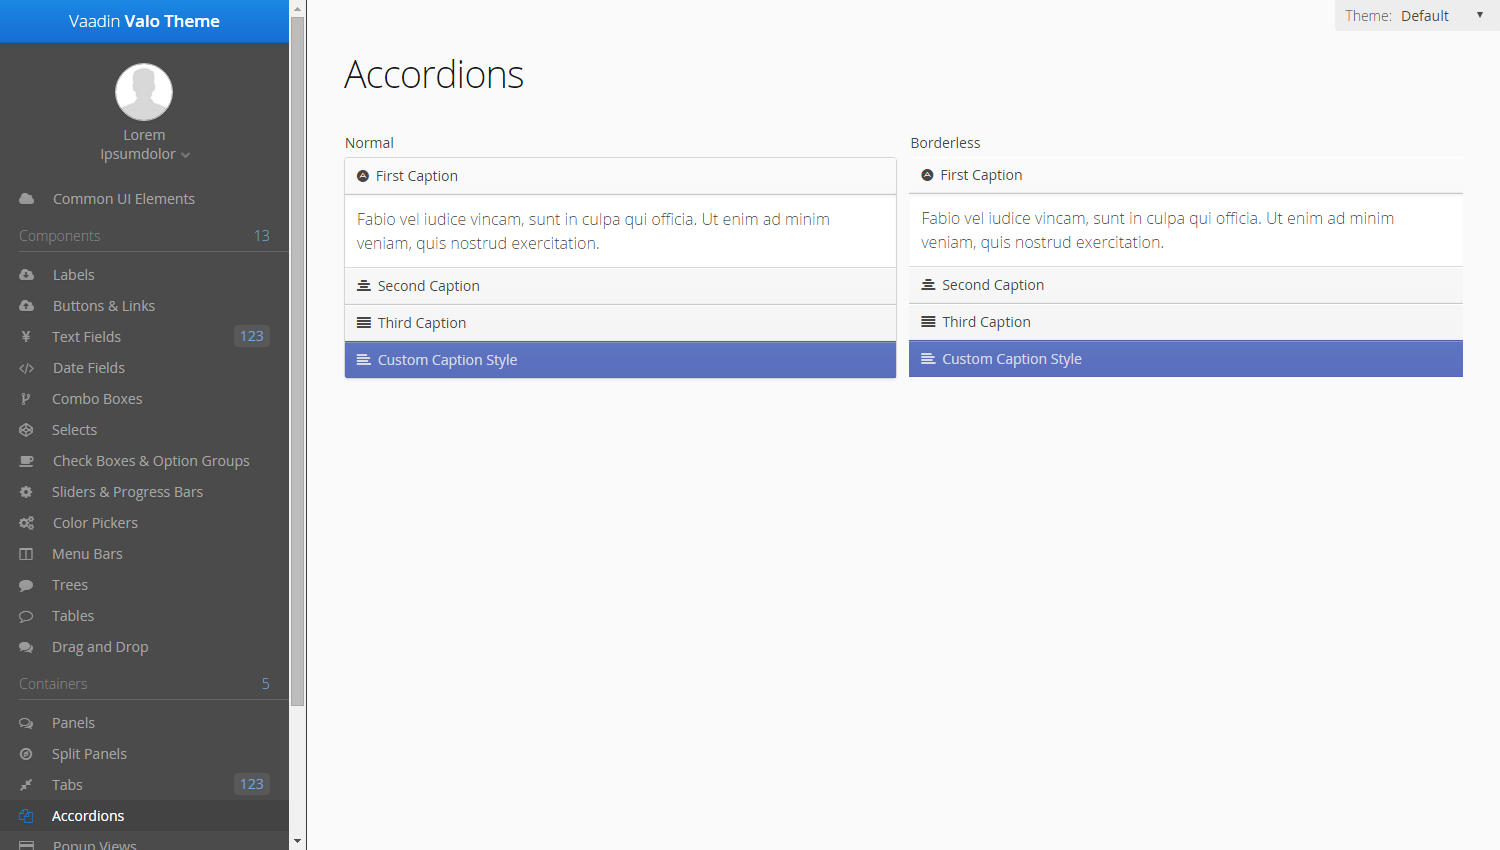 Vaadin Valo Theme
Lorem
Ipsumdolor
Common UI Elements
Components 13
Labels
Buttons & Links
Text Fields 123
Date Fields
Combo Boxes
Selects
Check Boxes & Option Groups
Sliders & Progress Bars
Color Pickers
Menu Bars
Trees
Tables
Drag and Drop
Containers 5
Panels
Split Panels
Tabs 123
Accordions
Popup Views
Theme: Default
Accordions
Normal
First Caption
Fabio vel iudice vincam, sunt in culpa qui officia. Ut enim ad minim
veniam, quis nostrud exercitation.
Second Caption
Third Caption
Custom Caption Style
Borderless
First Caption
Fabio vel iudice vincam, sunt in culpa qui officia. Ut enim ad minim
veniam, quis nostrud exercitation.
Second Caption
Third Caption
Custom Caption Style